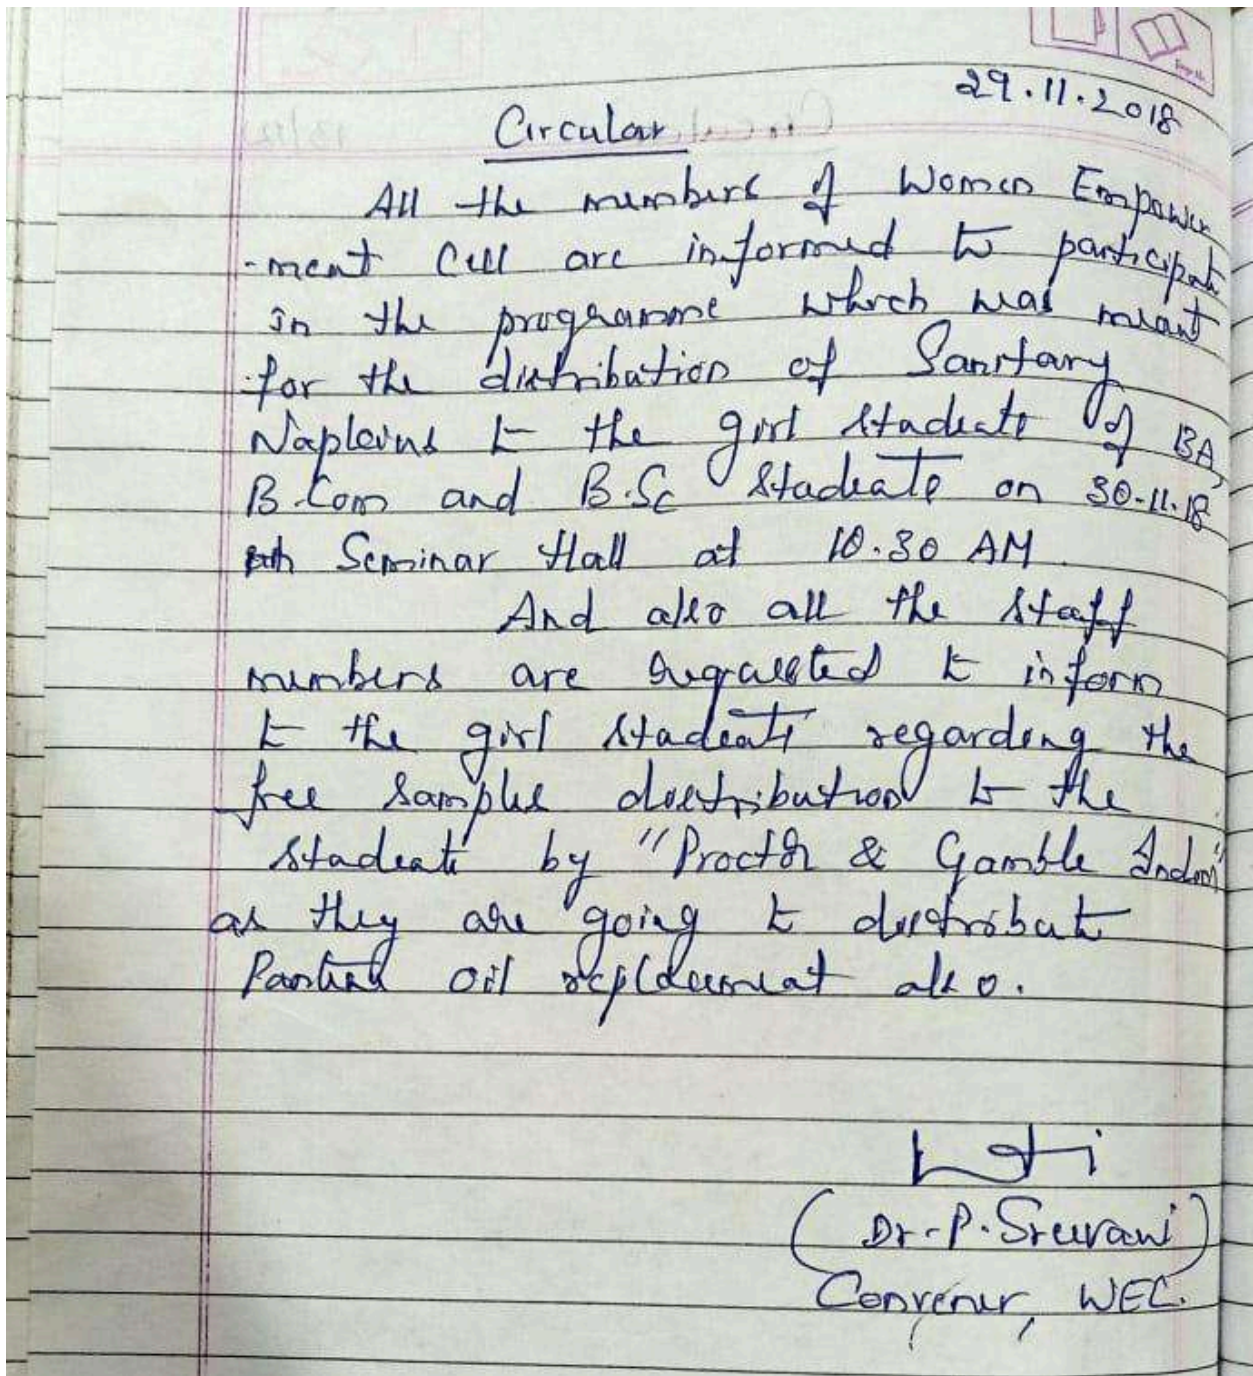 29.11.2018
Circular
All the members of Women Empower
-ment Cell are informed to participate
in the programme which was meant
for the distribution of Sanitary
Napkins to the girl students of BA,
B.Com and B.Sc students on 30-11-18
Seminar Hall at 10.30 AM
And also all the staff
members are requested to inform
to the girl students regarding the
free samples distribution to the
students by "Procter & Gamble India"
as they are going to distribute
Pantene oil replacement also.
(Dr. P. Sravani)
Convener, WEC.